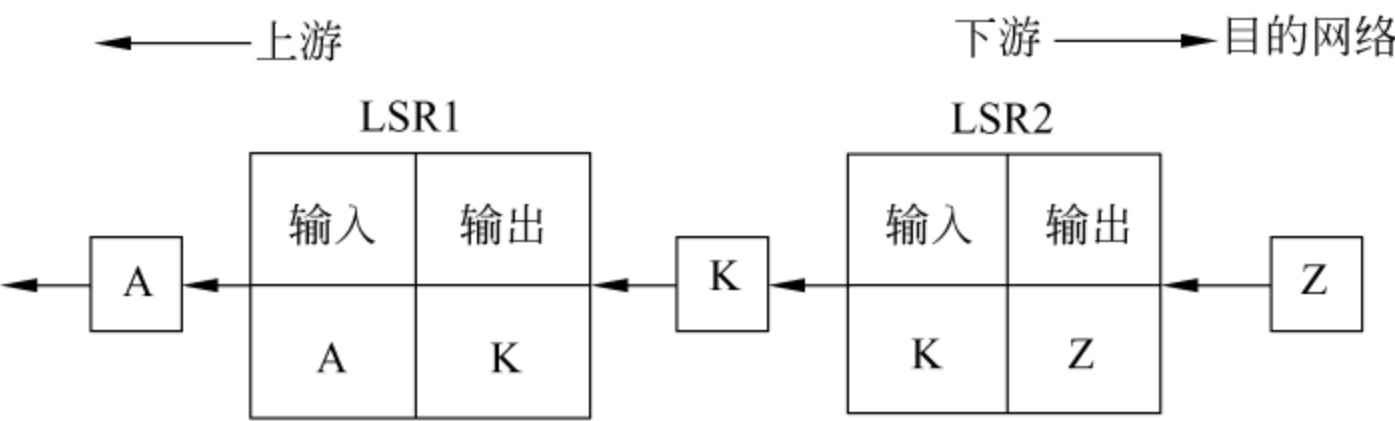 上游 下游 目的网络
LSR1 LSR2
输入 输出 输入 输出
A K Z
A K K Z